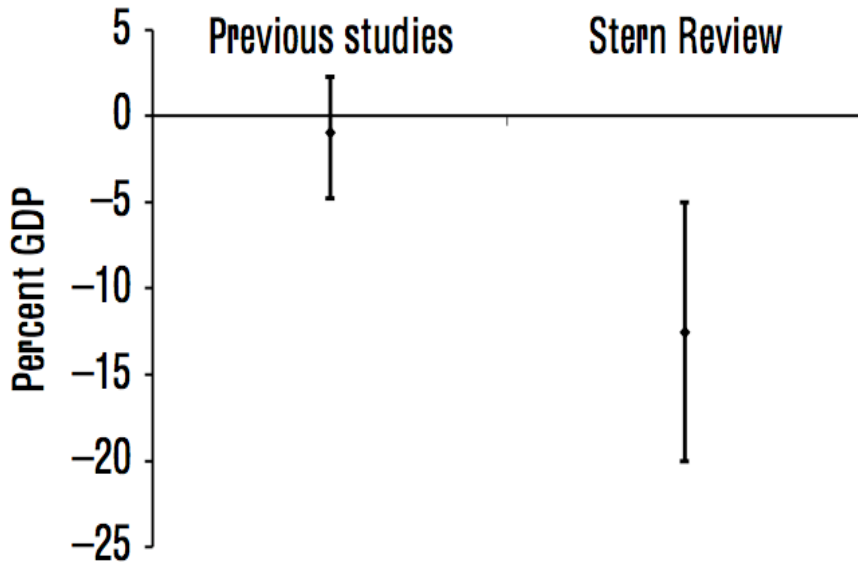 Previous studies
Stern Review
Percent GDP
5
0
–5
–10
–15
–20
–25